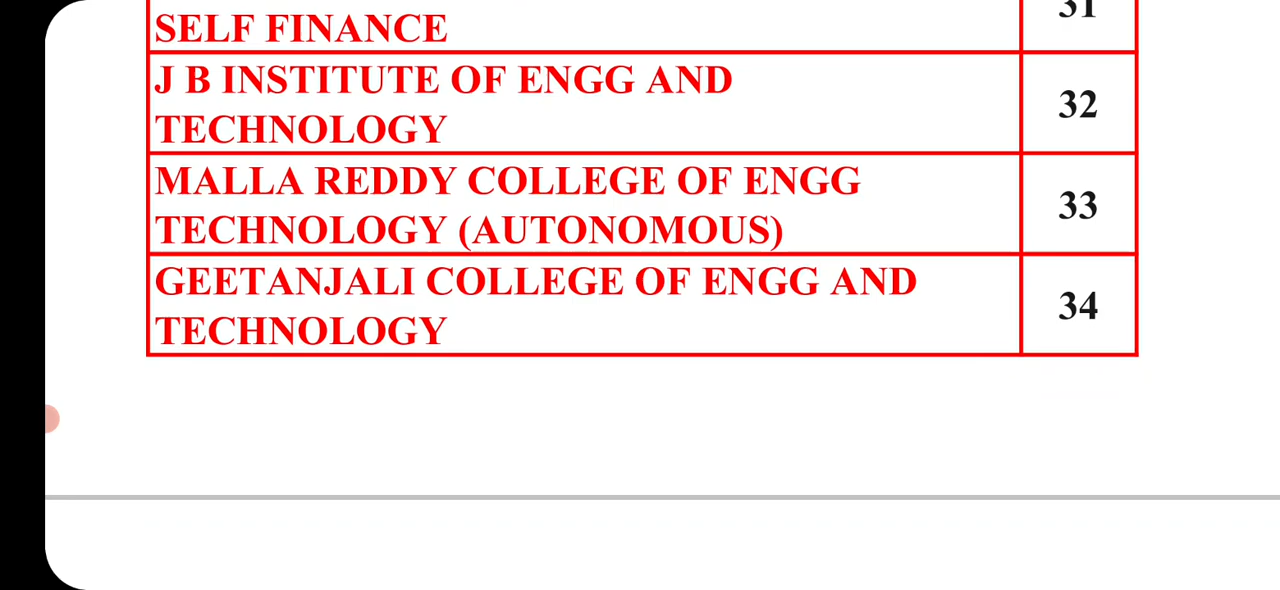 SELF FINANCE
31
J B INSTITUTE OF ENGG AND
TECHNOLOGY
32
MALLA REDDY COLLEGE OF ENGG
TECHNOLOGY (AUTONOMOUS)
33
GEETANJALI COLLEGE OF ENGG AND
TECHNOLOGY
34